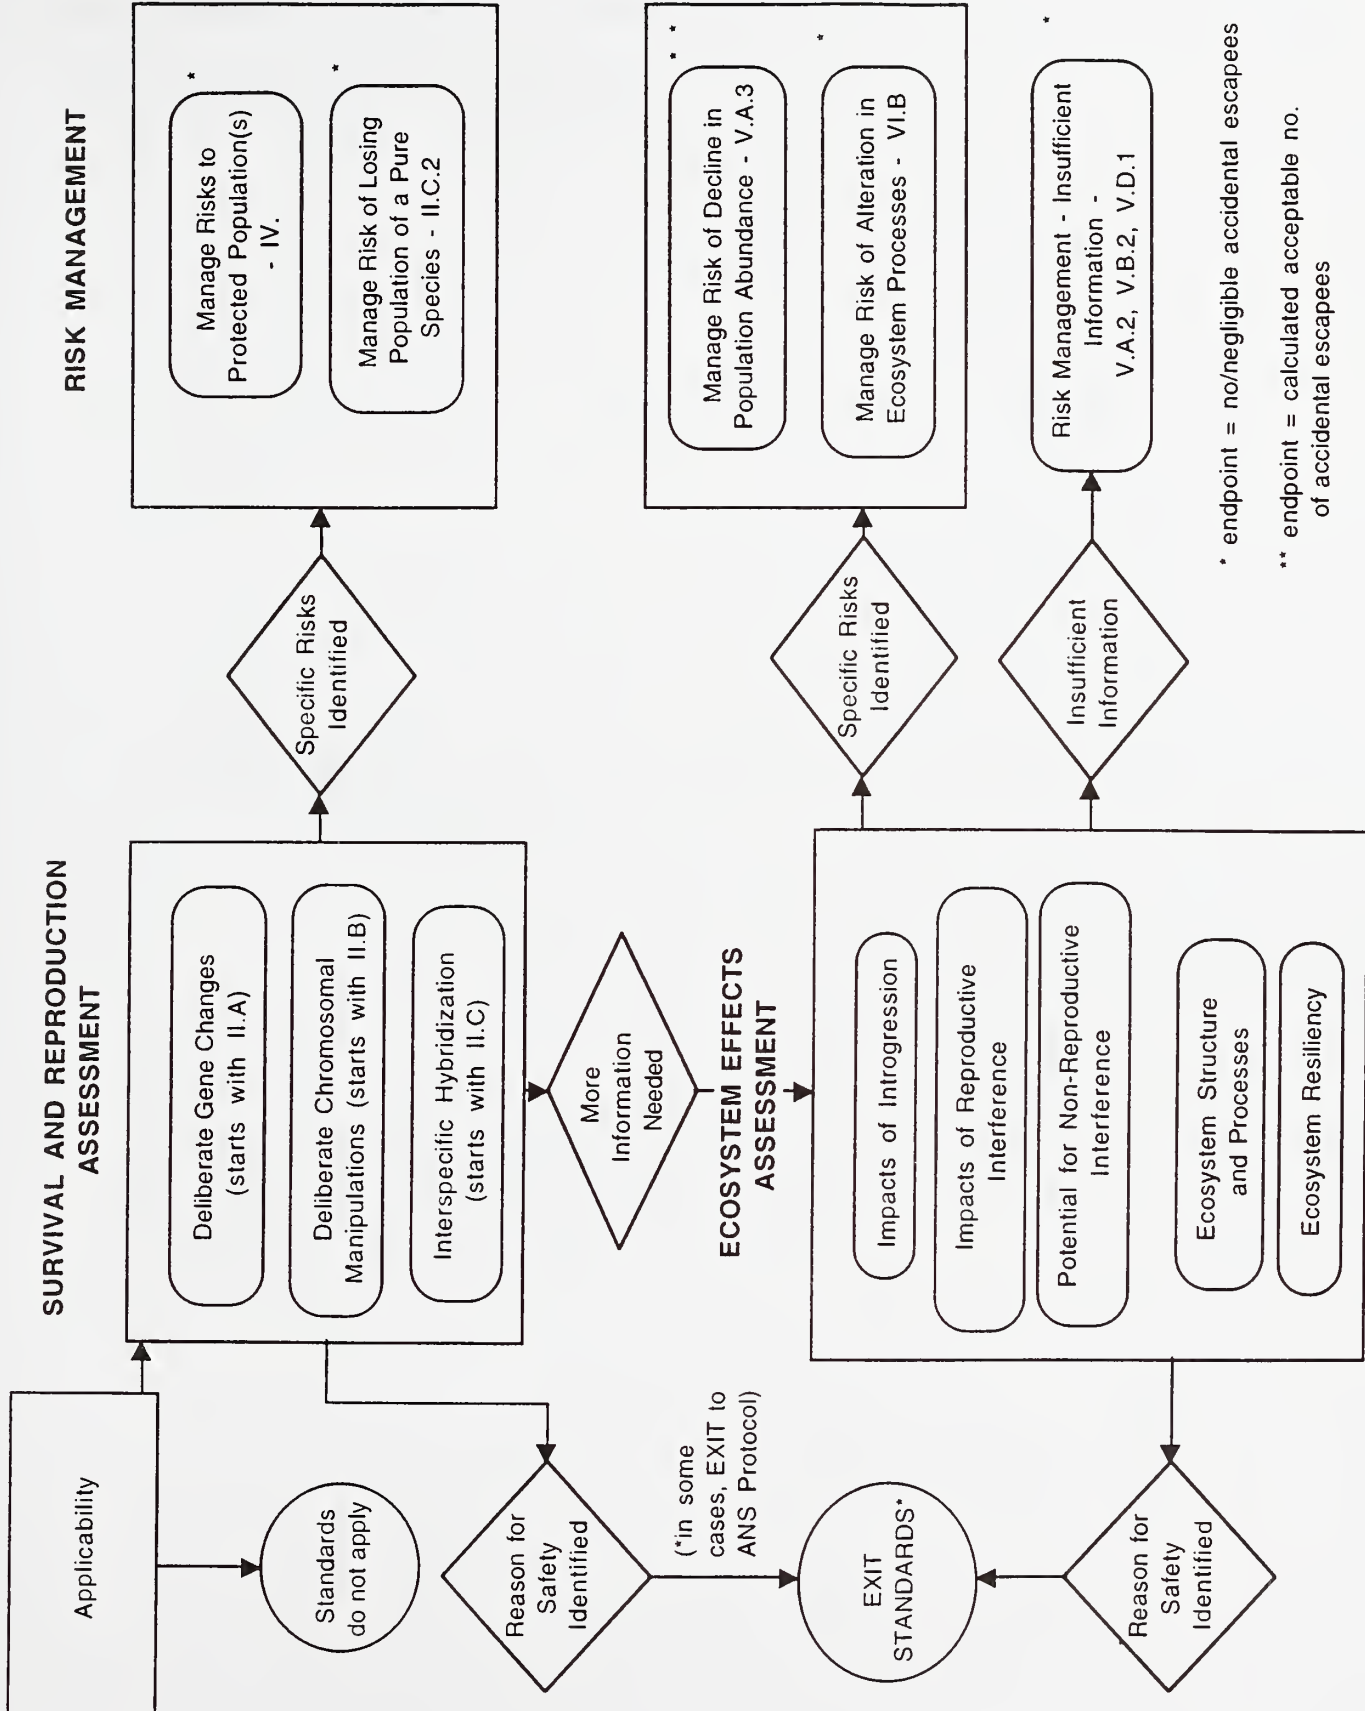 Applicability
Standards
do not apply
SURVIVAL AND REPRODUCTION
ASSESSMENT
Deliberate Gene Changes
(starts with II.A)
Deliberate Chromosomal
Manipulations (starts with II.B)
Interspecific Hybridization
(starts with II.C)
Specific Risks
Identified
RISK MANAGEMENT
Manage Risks to
Protected Population(s)
- IV.
*
Manage Risk of Losing
Population of a Pure
Species - II.C.2
*
Reason for
Safety
Identified
More
Information
Needed
(*in some
cases, EXIT to
ANS Protocol)
EXIT
STANDARDS*
Reason for
Safety
Identified
ECOSYSTEM EFFECTS
ASSESSMENT
Impacts of Introgression
Impacts of Reproductive
Interference
Potential for Non-Reproductive
Interference
Ecosystem Structure
and Processes
Ecosystem Resiliency
Specific Risks
Identified
Manage Risk of Decline in
Population Abundance - V.A.3
* *
Manage Risk of Alteration in
Ecosystem Processes - VI.B
*
Insufficient
Information
Risk Management - Insufficient
Information -
V.A.2, V.B.2, V.D.1
*
* endpoint = no/negligible accidental escapees
** endpoint = calculated acceptable no.
of accidental escapees